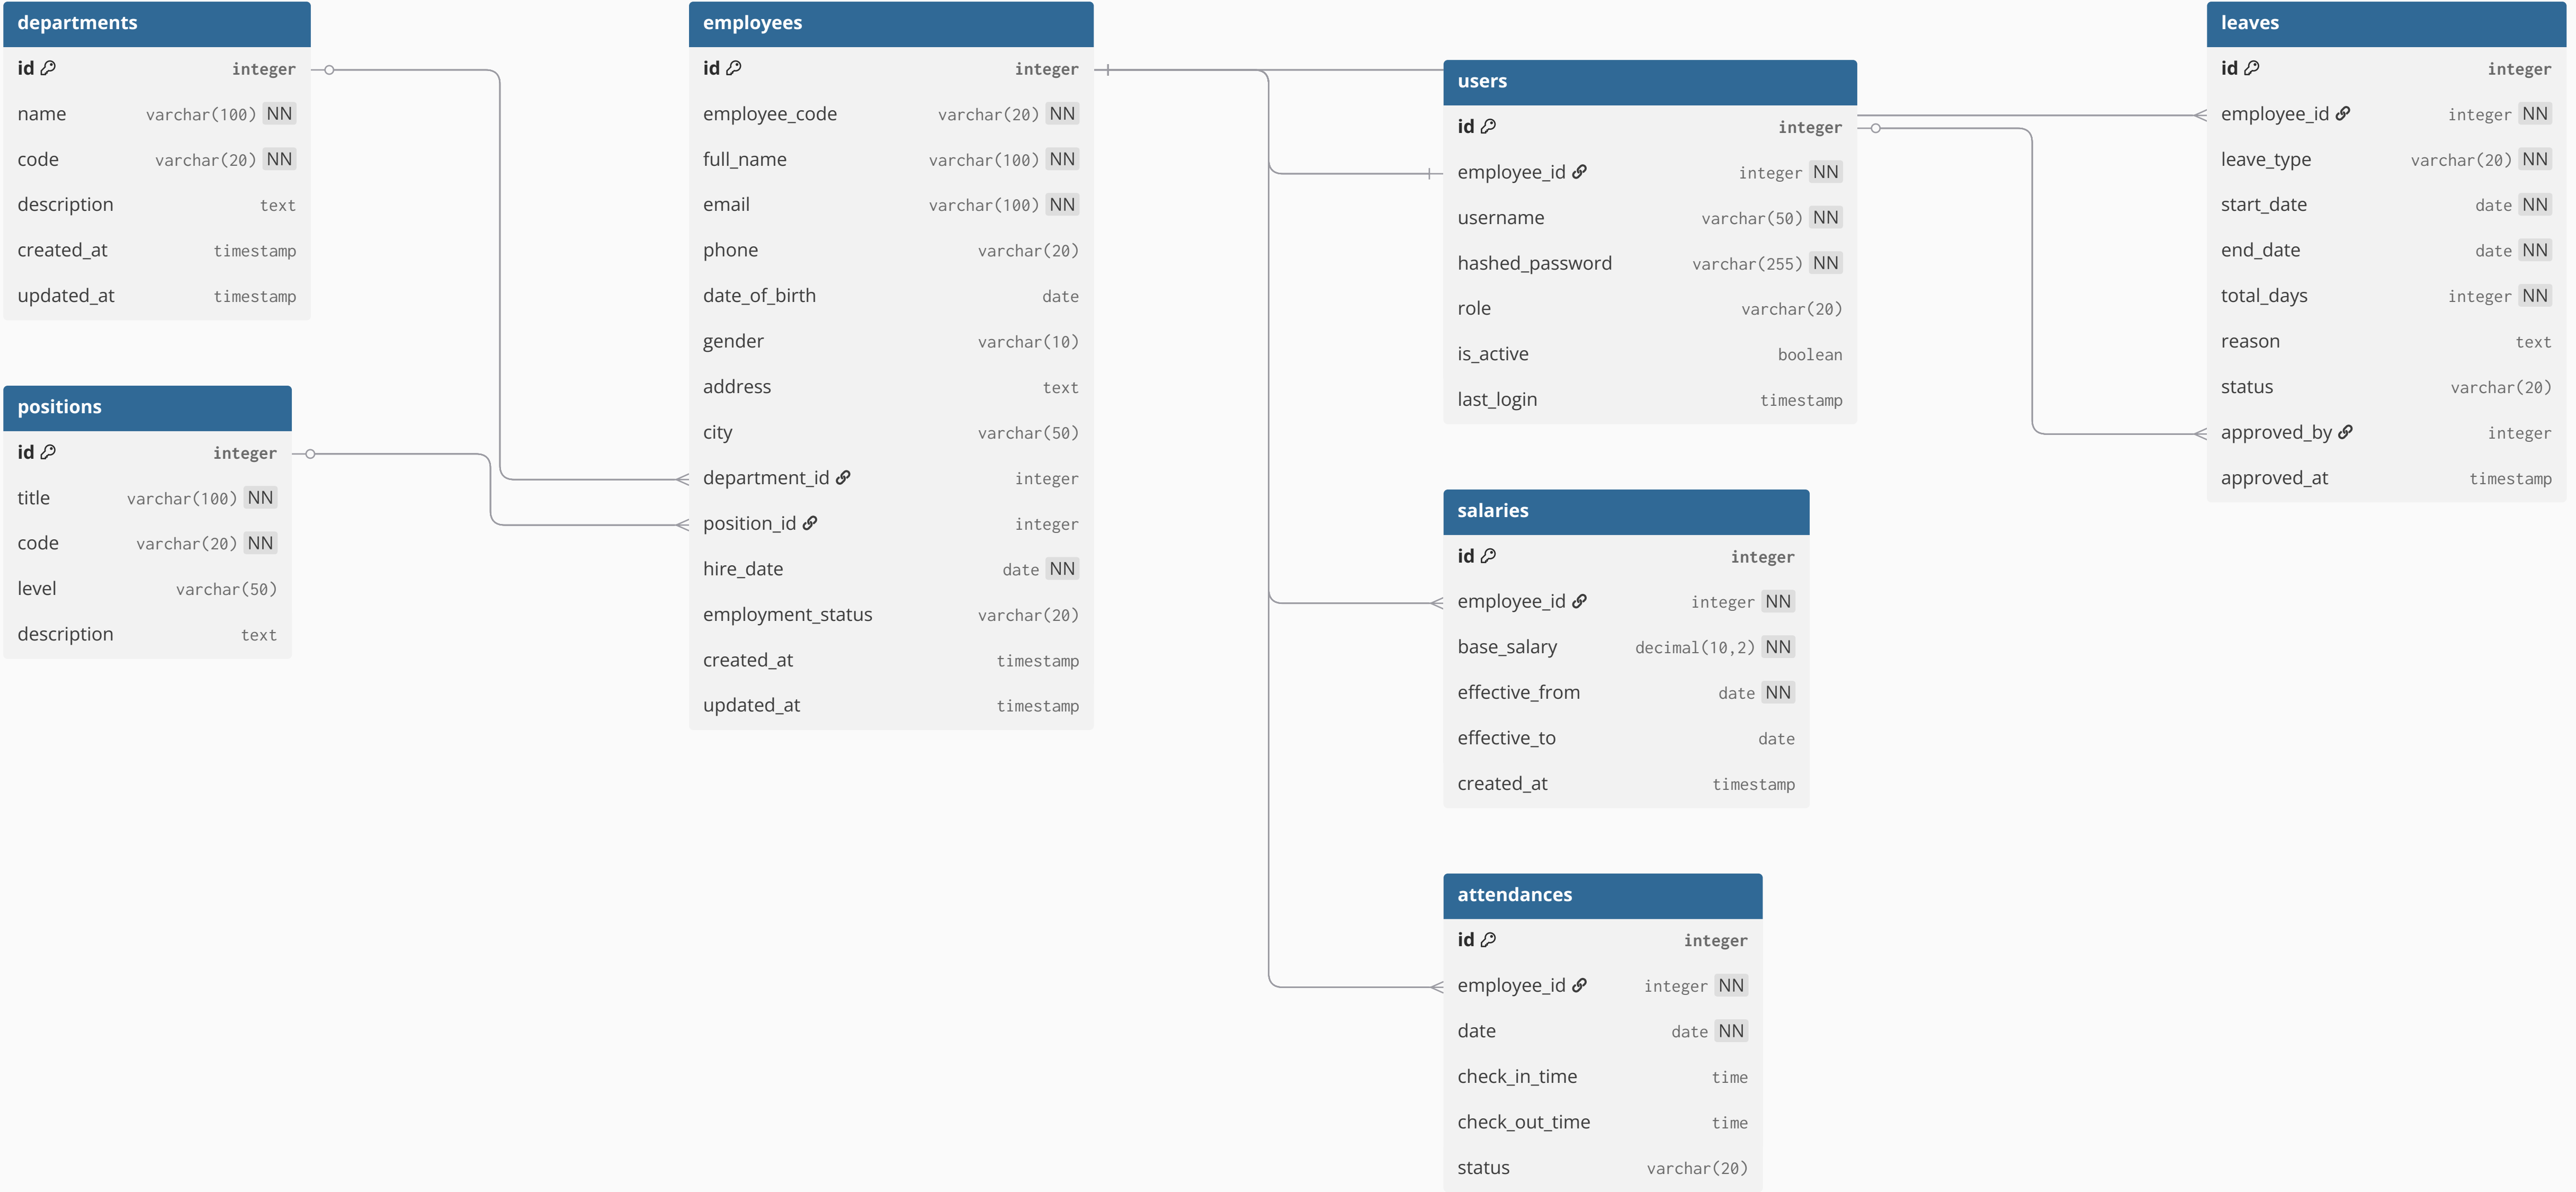 departments
id integer
name varchar(100) NN
code varchar(20) NN
description text
created_at timestamp
updated_at timestamp
positions
id integer
title varchar(100) NN
code varchar(20) NN
level varchar(50)
description text
employees
id integer
employee_code varchar(20) NN
full_name varchar(100) NN
email varchar(100) NN
phone varchar(20)
date_of_birth date
gender varchar(10)
address text
city varchar(50)
department_id integer
position_id integer
hire_date date NN
employment_status varchar(20)
created_at timestamp
updated_at timestamp
users
id integer
employee_id integer NN
username varchar(50) NN
hashed_password varchar(255) NN
role varchar(20)
is_active boolean
last_login timestamp
salaries
id integer
employee_id integer NN
base_salary decimal(10,2) NN
effective_from date NN
effective_to date
created_at timestamp
attendances
id integer
employee_id integer NN
date date NN
check_in_time time
check_out_time time
status varchar(20)
leaves
id integer
employee_id integer NN
leave_type varchar(20) NN
start_date date NN
end_date date NN
total_days integer NN
reason text
status varchar(20)
approved_by integer
approved_at timestamp